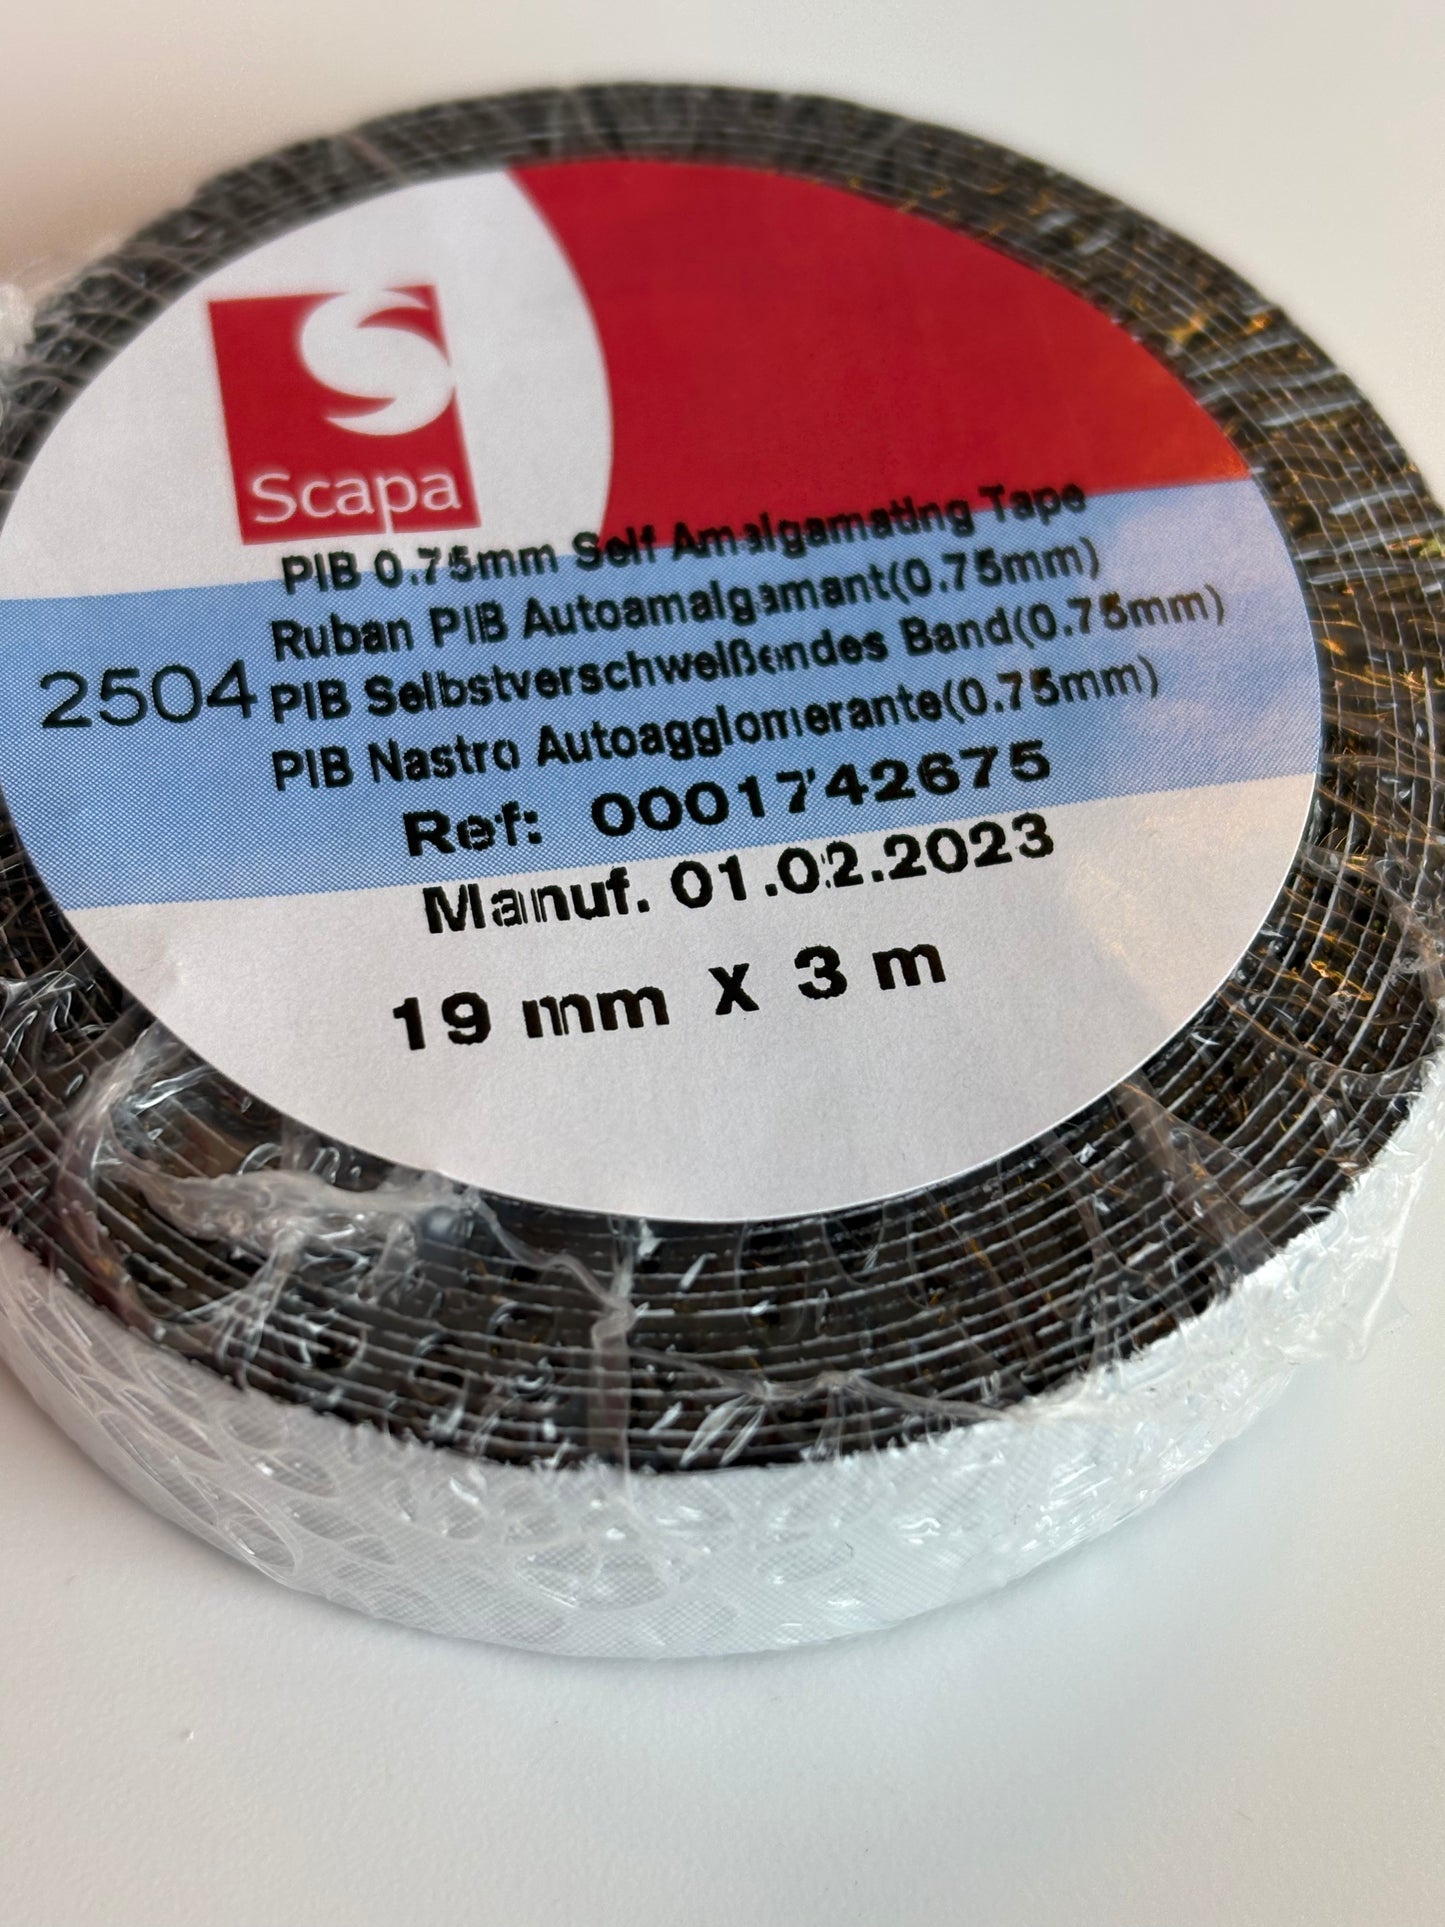 Scapa
PIB 0.75mm Self Amalgamating Tape
Ruban PIB Autoamalgamant(0.75mm)
2504 PIB Selbstverschweißendes Band(0.75mm)
PIB Nastro Autoagglomerante(0.75mm)
Ref: 0001742675
Manuf. 01.02.2023
19 mm x 3 m